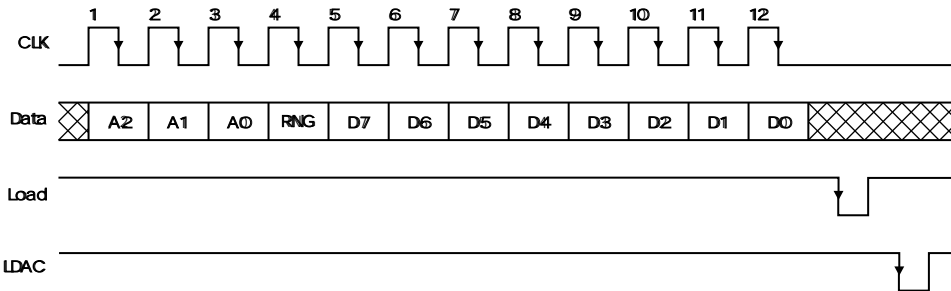 1 2 3 4 5 6 7 8 9 10 11 12
CLK
Data A2 A1 A0 RNG D7 D6 D5 D4 D3 D2 D1 D0
Load
LDAC